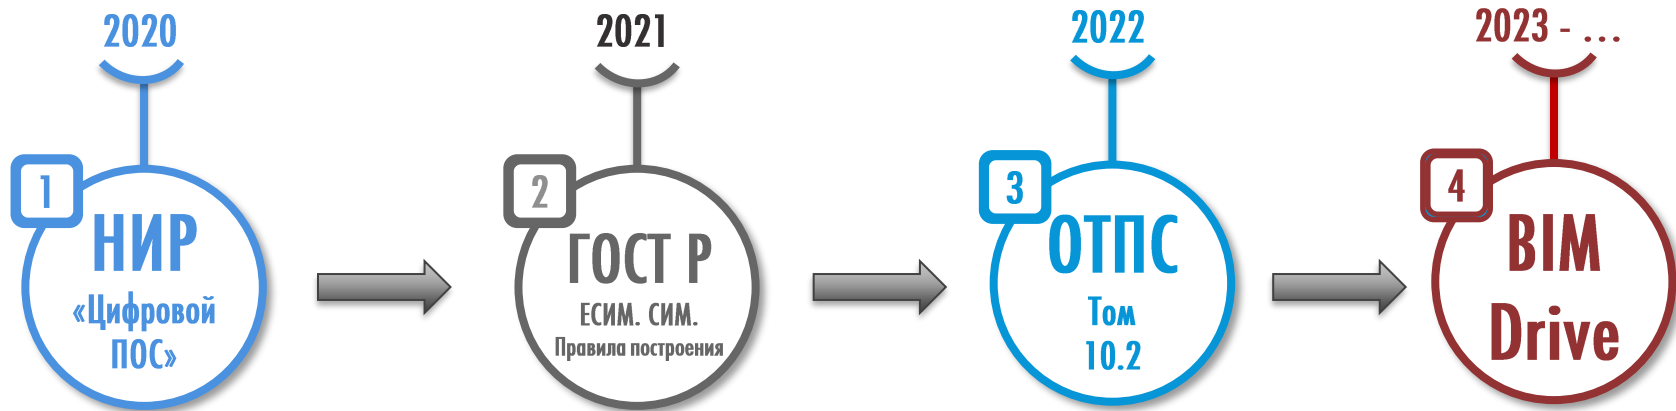 2020
1
НИР
«Цифровой
ПОС»
2021
2
ГОСТ Р
ЕСИМ. СИМ.
Правила построения
2022
3
ОТПС
Том
10.2
2023 - ...
4
BIM
Drive